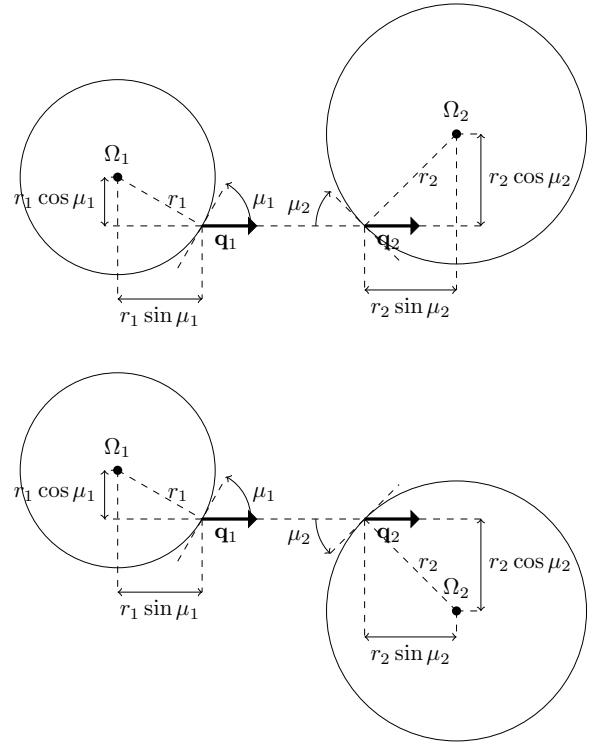 Ω₂
Ω₁
r₁ cos μ₁
r₁
μ₁
μ₂
r₂
r₂ cos μ₂
q₁
q₂
r₁ sin μ₁
r₂ sin μ₂
Ω₁
r₁ cos μ₁
r₁
μ₁
μ₂
q₁
q₂
r₂
r₂ cos μ₂
Ω₂
r₁ sin μ₁
r₂ sin μ₂